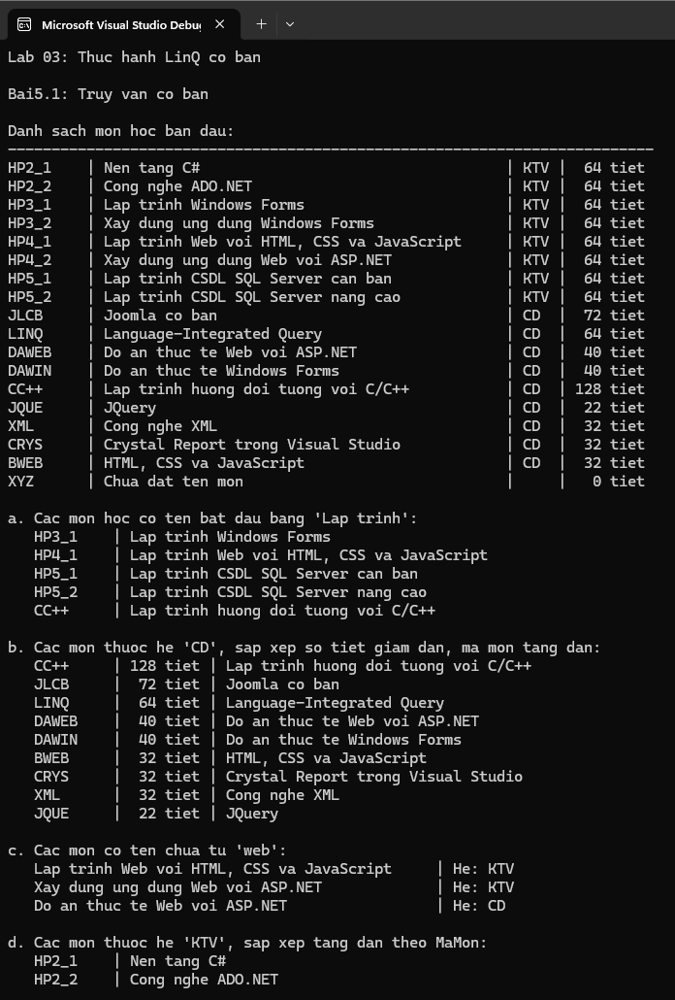 Microsoft Visual Studio Debug
Lab 03: Thuc hanh LinQ co ban
Bai5.1: Truy van co ban
Danh sach mon hoc ban dau:
--------------------------------------------------------------------------
HP2_1    | Nen tang C#                                   | KTV |  64 tiet
HP2_2    | Cong nghe ADO.NET                             | KTV |  64 tiet
HP3_1    | Lap trinh Windows Forms                       | KTV |  64 tiet
HP3_2    | Xay dung ung dung Windows Forms               | KTV |  64 tiet
HP4_1    | Lap trinh Web voi HTML, CSS va JavaScript     | KTV |  64 tiet
HP4_2    | Xay dung ung dung Web voi ASP.NET             | KTV |  64 tiet
HP5_1    | Lap trinh CSDL SQL Server can ban             | KTV |  64 tiet
HP5_2    | Lap trinh CSDL SQL Server nang cao            | KTV |  64 tiet
JLCB     | Joomla co ban                                 | CD  |  72 tiet
LINQ     | Language-Integrated Query                     | CD  |  64 tiet
DAWEB    | Do an thuc te Web voi ASP.NET                 | CD  |  40 tiet
DAWIN    | Do an thuc te Windows Forms                   | CD  |  40 tiet
CC++     | Lap trinh huong doi tuong voi C/C++           | CD  | 128 tiet
JQUE     | JQuery                                        | CD  |  22 tiet
XML      | Cong nghe XML                                 | CD  |  32 tiet
CRYS     | Crystal Report trong Visual Studio            | CD  |  32 tiet
BWEB     | HTML, CSS va JavaScript                       | CD  |  32 tiet
XYZ      | Chua dat ten mon                              |     |   0 tiet
a. Cac mon hoc co ten bat dau bang 'Lap trinh':
   HP3_1    | Lap trinh Windows Forms
   HP4_1    | Lap trinh Web voi HTML, CSS va JavaScript
   HP5_1    | Lap trinh CSDL SQL Server can ban
   HP5_2    | Lap trinh CSDL SQL Server nang cao
   CC++     | Lap trinh huong doi tuong voi C/C++
b. Cac mon thuoc he 'CD', sap xep so tiet giam dan, ma mon tang dan:
   CC++     | 128 tiet | Lap trinh huong doi tuong voi C/C++
   JLCB     |  72 tiet | Joomla co ban
   LINQ     |  64 tiet | Language-Integrated Query
   DAWEB    |  40 tiet | Do an thuc te Web voi ASP.NET
   DAWIN    |  40 tiet | Do an thuc te Windows Forms
   BWEB     |  32 tiet | HTML, CSS va JavaScript
   CRYS     |  32 tiet | Crystal Report trong Visual Studio
   XML      |  32 tiet | Cong nghe XML
   JQUE     |  22 tiet | JQuery
c. Cac mon co ten chua tu 'web':
   Lap trinh Web voi HTML, CSS va JavaScript     | He: KTV
   Xay dung ung dung Web voi ASP.NET             | He: KTV
   Do an thuc te Web voi ASP.NET                 | He: CD
d. Cac mon thuoc he 'KTV', sap xep tang dan theo MaMon:
   HP2_1    | Nen tang C#
   HP2_2    | Cong nghe ADO.NET